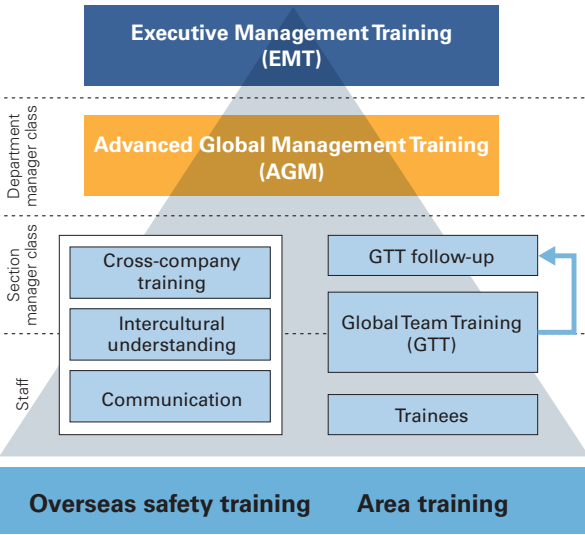 Executive Management Training
(EMT)
Department
manager class
Advanced Global Management Training
(AGM)
Section
manager class
Cross-company
training
Intercultural
understanding
Communication
GTT follow-up
Global Team Training
(GTT)
Staff
Trainees
Overseas safety training
Area training